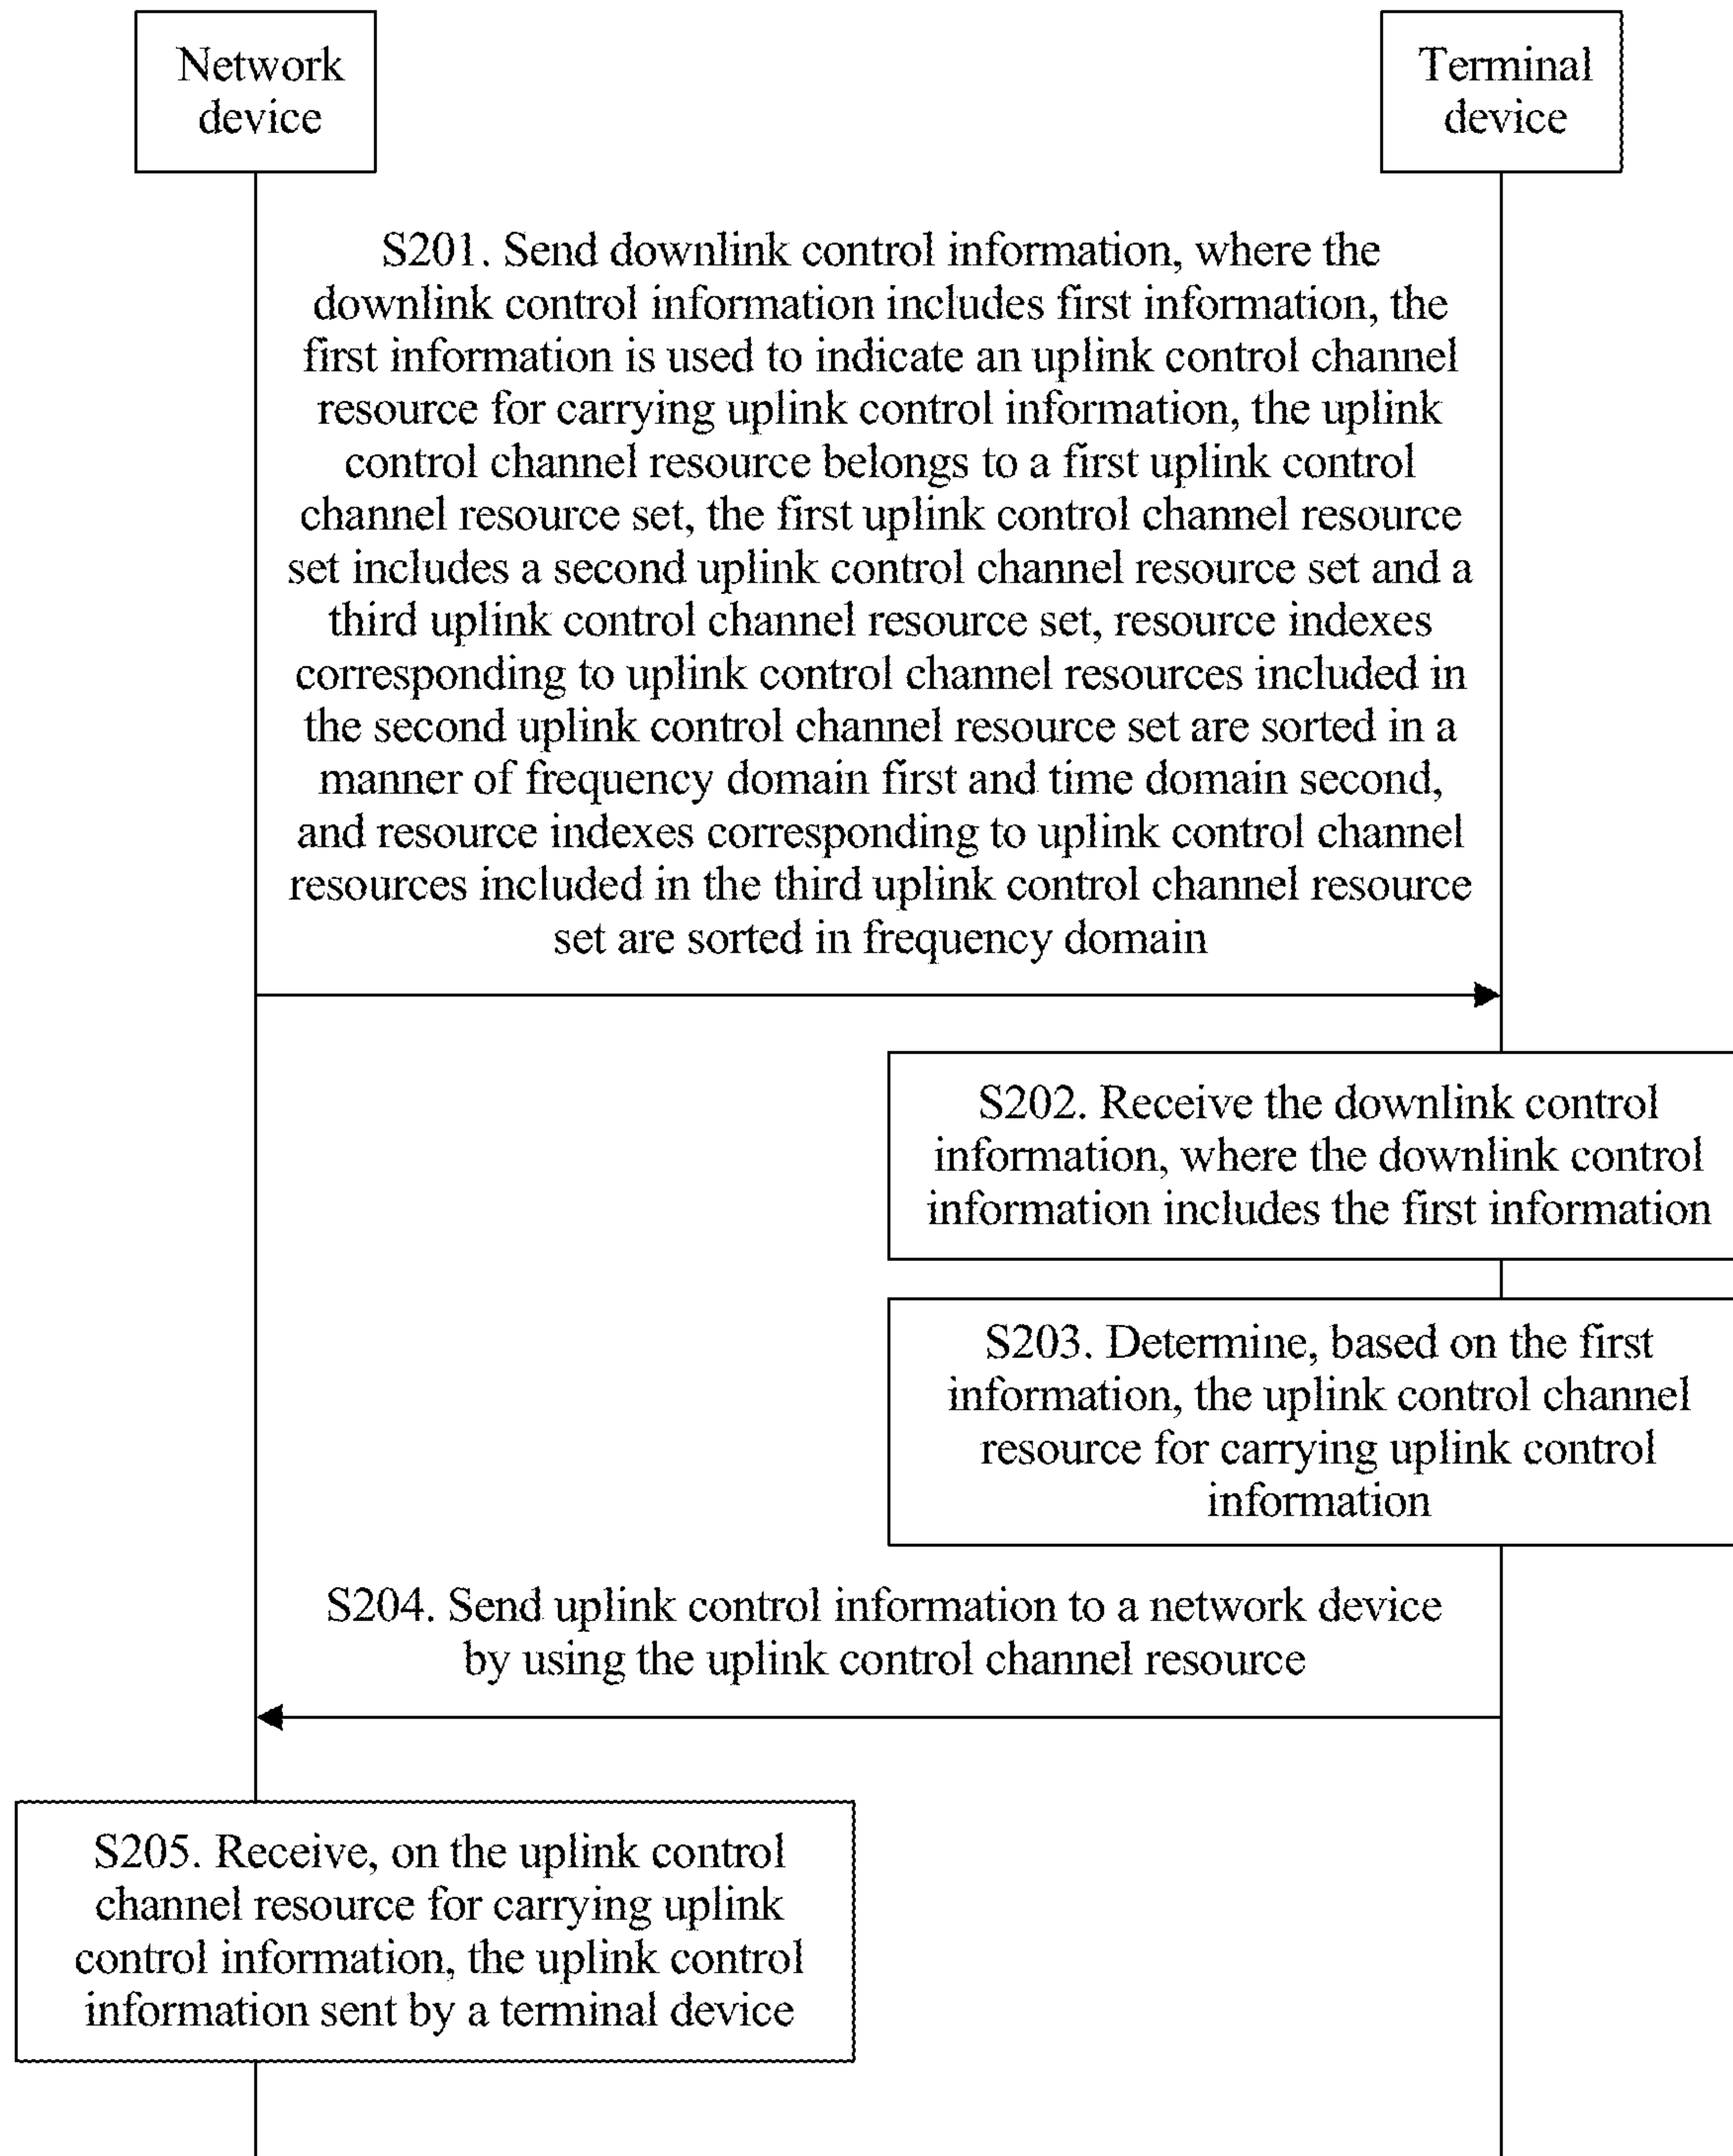 Network
device
Terminal
device
S201. Send downlink control information, where the
downlink control information includes first information, the
first information is used to indicate an uplink control channel
resource for carrying uplink control information, the uplink
control channel resource belongs to a first uplink control
channel resource set, the first uplink control channel resource
set includes a second uplink control channel resource set and a
third uplink control channel resource set, resource indexes
corresponding to uplink control channel resources included in
the second uplink control channel resource set are sorted in a
manner of frequency domain first and time domain second,
and resource indexes corresponding to uplink control channel
resources included in the third uplink control channel resource
set are sorted in frequency domain
S202. Receive the downlink control
information, where the downlink control
information includes the first information
S203. Determine, based on the first
information, the uplink control channel
resource for carrying uplink control
information
S204. Send uplink control information to a network device
by using the uplink control channel resource
S205. Receive, on the uplink control
channel resource for carrying uplink
control information, the uplink control
information sent by a terminal device